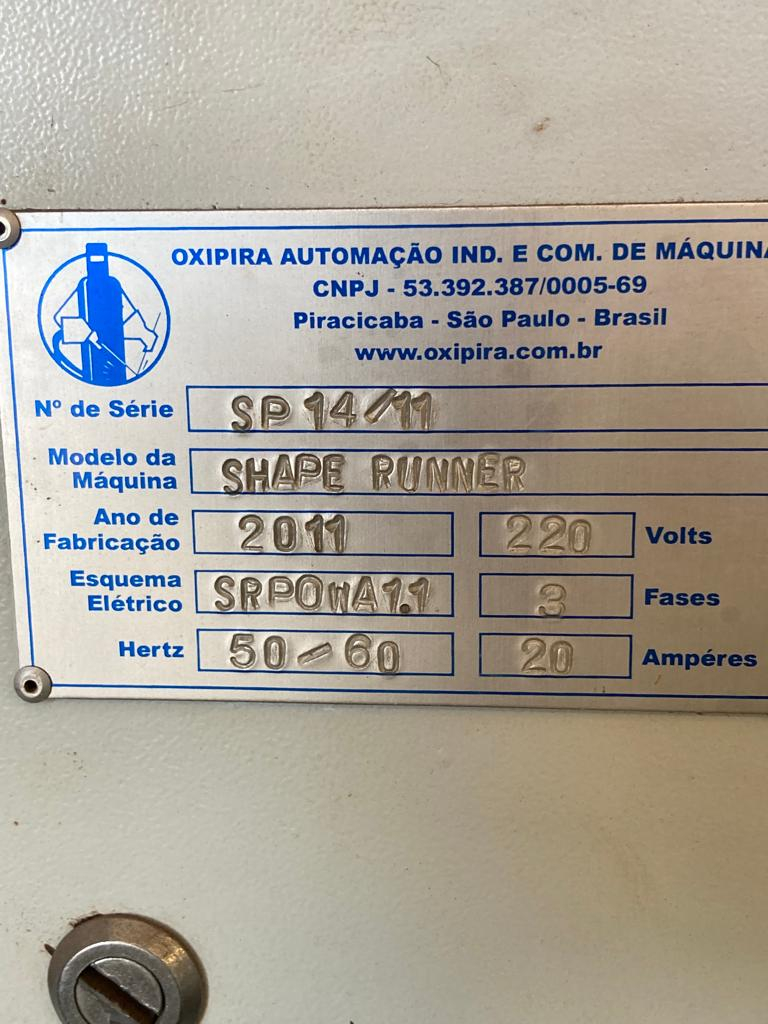 OXIPIRA AUTOMAÇÃO IND. E COM. DE
CNPJ - 53.392.387/0005-69
Piracicaba - São Paulo - Brasil
www.oxipira.com.br
Nº de Série SP 14/11
Modelo da Máquina SHAPE RUNNER
Ano de Fabricação 2011 220 Volts
Esquema Elétrico SRPOWA1.1 3 Fases
Hertz 50-60 20 Ampéres